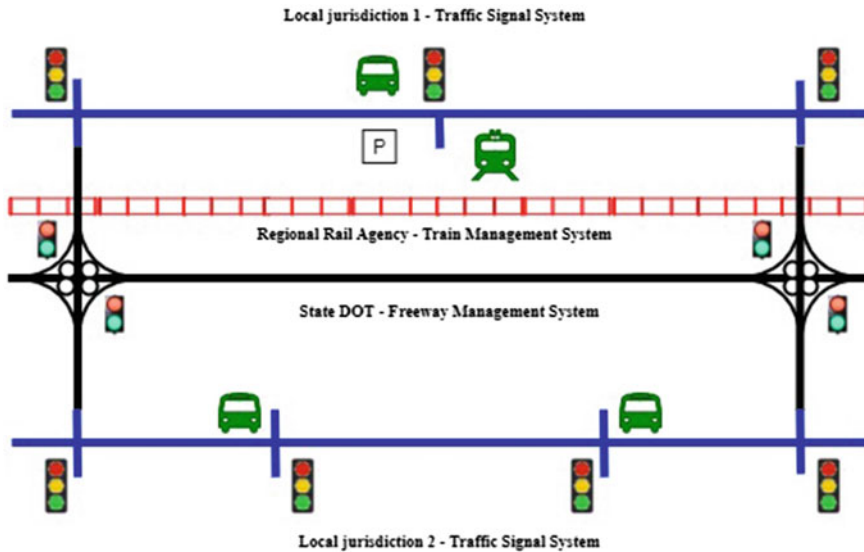 Local jurisdiction 1 - Traffic Signal System
P
Regional Rail Agency - Train Management System
State DOT - Freeway Management System
Local jurisdiction 2 - Traffic Signal System